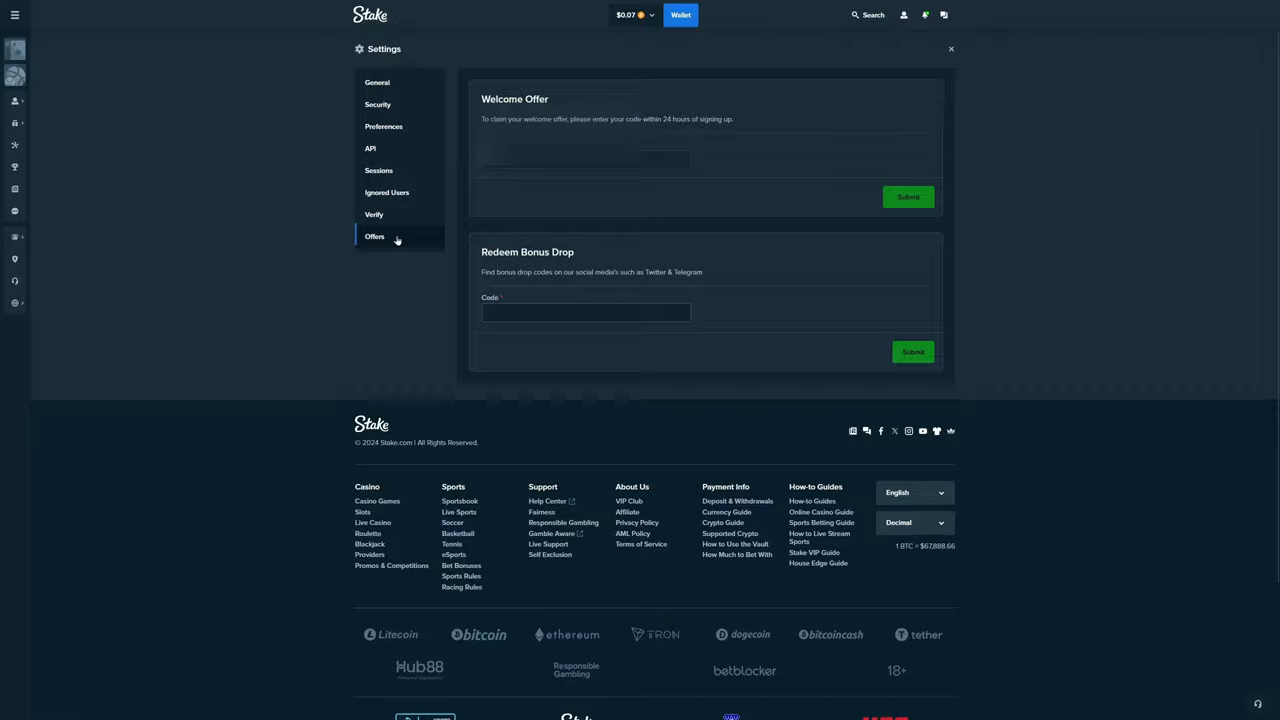 Stake
$0.07
Wallet
Search
Settings
General
Security
Preferences
API
Sessions
Ignored Users
Verify
Offers
Welcome Offer
To claim your welcome offer, please enter your code within 24 hours of signing up.
Submit
Redeem Bonus Drop
Find bonus drop codes on our social media's such as Twitter & Telegram
Code *
Submit
Stake
© 2024 Stake.com | All Rights Reserved.
Casino
Casino Games
Slots
Live Casino
Roulette
Blackjack
Providers
Promos & Competitions
Sports
Sportsbook
Live Sports
Soccer
Basketball
Tennis
eSports
Bet Bonuses
Sports Rules
Racing Rules
Support
Help Center
Fairness
Responsible Gambling
Gamble Aware
Live Support
Self Exclusion
About Us
VIP Club
Affiliate
Privacy Policy
AML Policy
Terms of Service
Payment Info
Deposit & Withdrawals
Currency Guide
Crypto Guide
Supported Crypto
How to Use the Vault
How Much to Bet With
How-to Guides
How-to Guides
Online Casino Guide
Sports Betting Guide
How to Live Stream
Sports
Stake VIP Guide
House Edge Guide
English
Decimal
1 BTC = $67,888.66
Litecoin
bitcoin
ethereum
TRON
dogecoin
bitcoincash
tether
Hub88
Responsible
Gambling
betblocker
18+
Stake